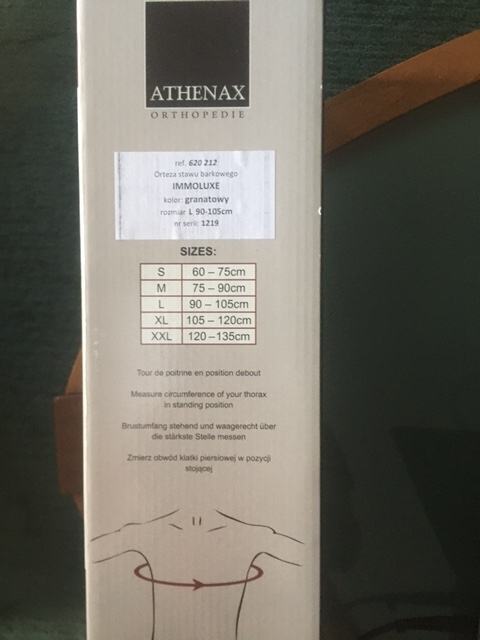 ATHENAX
ORTHOPEDIE
ref. 620 212
Orteza stawu barkowego
IMMOLUXE
kolor: granatowy
rozmiar L 90-105cm
nr serii: 1219
SIZES:
S 60 – 75cm
M 75 – 90cm
L 90 – 105cm
XL 105 – 120cm
XXL 120 – 135cm
Tour de poitrine en position debout
Measure circumference of your thorax
in standing position
Brustumfang stehend und waagerecht über
die stärkste Stelle messen
Zmierz obwód klatki piersiowej w pozycji
stojącej